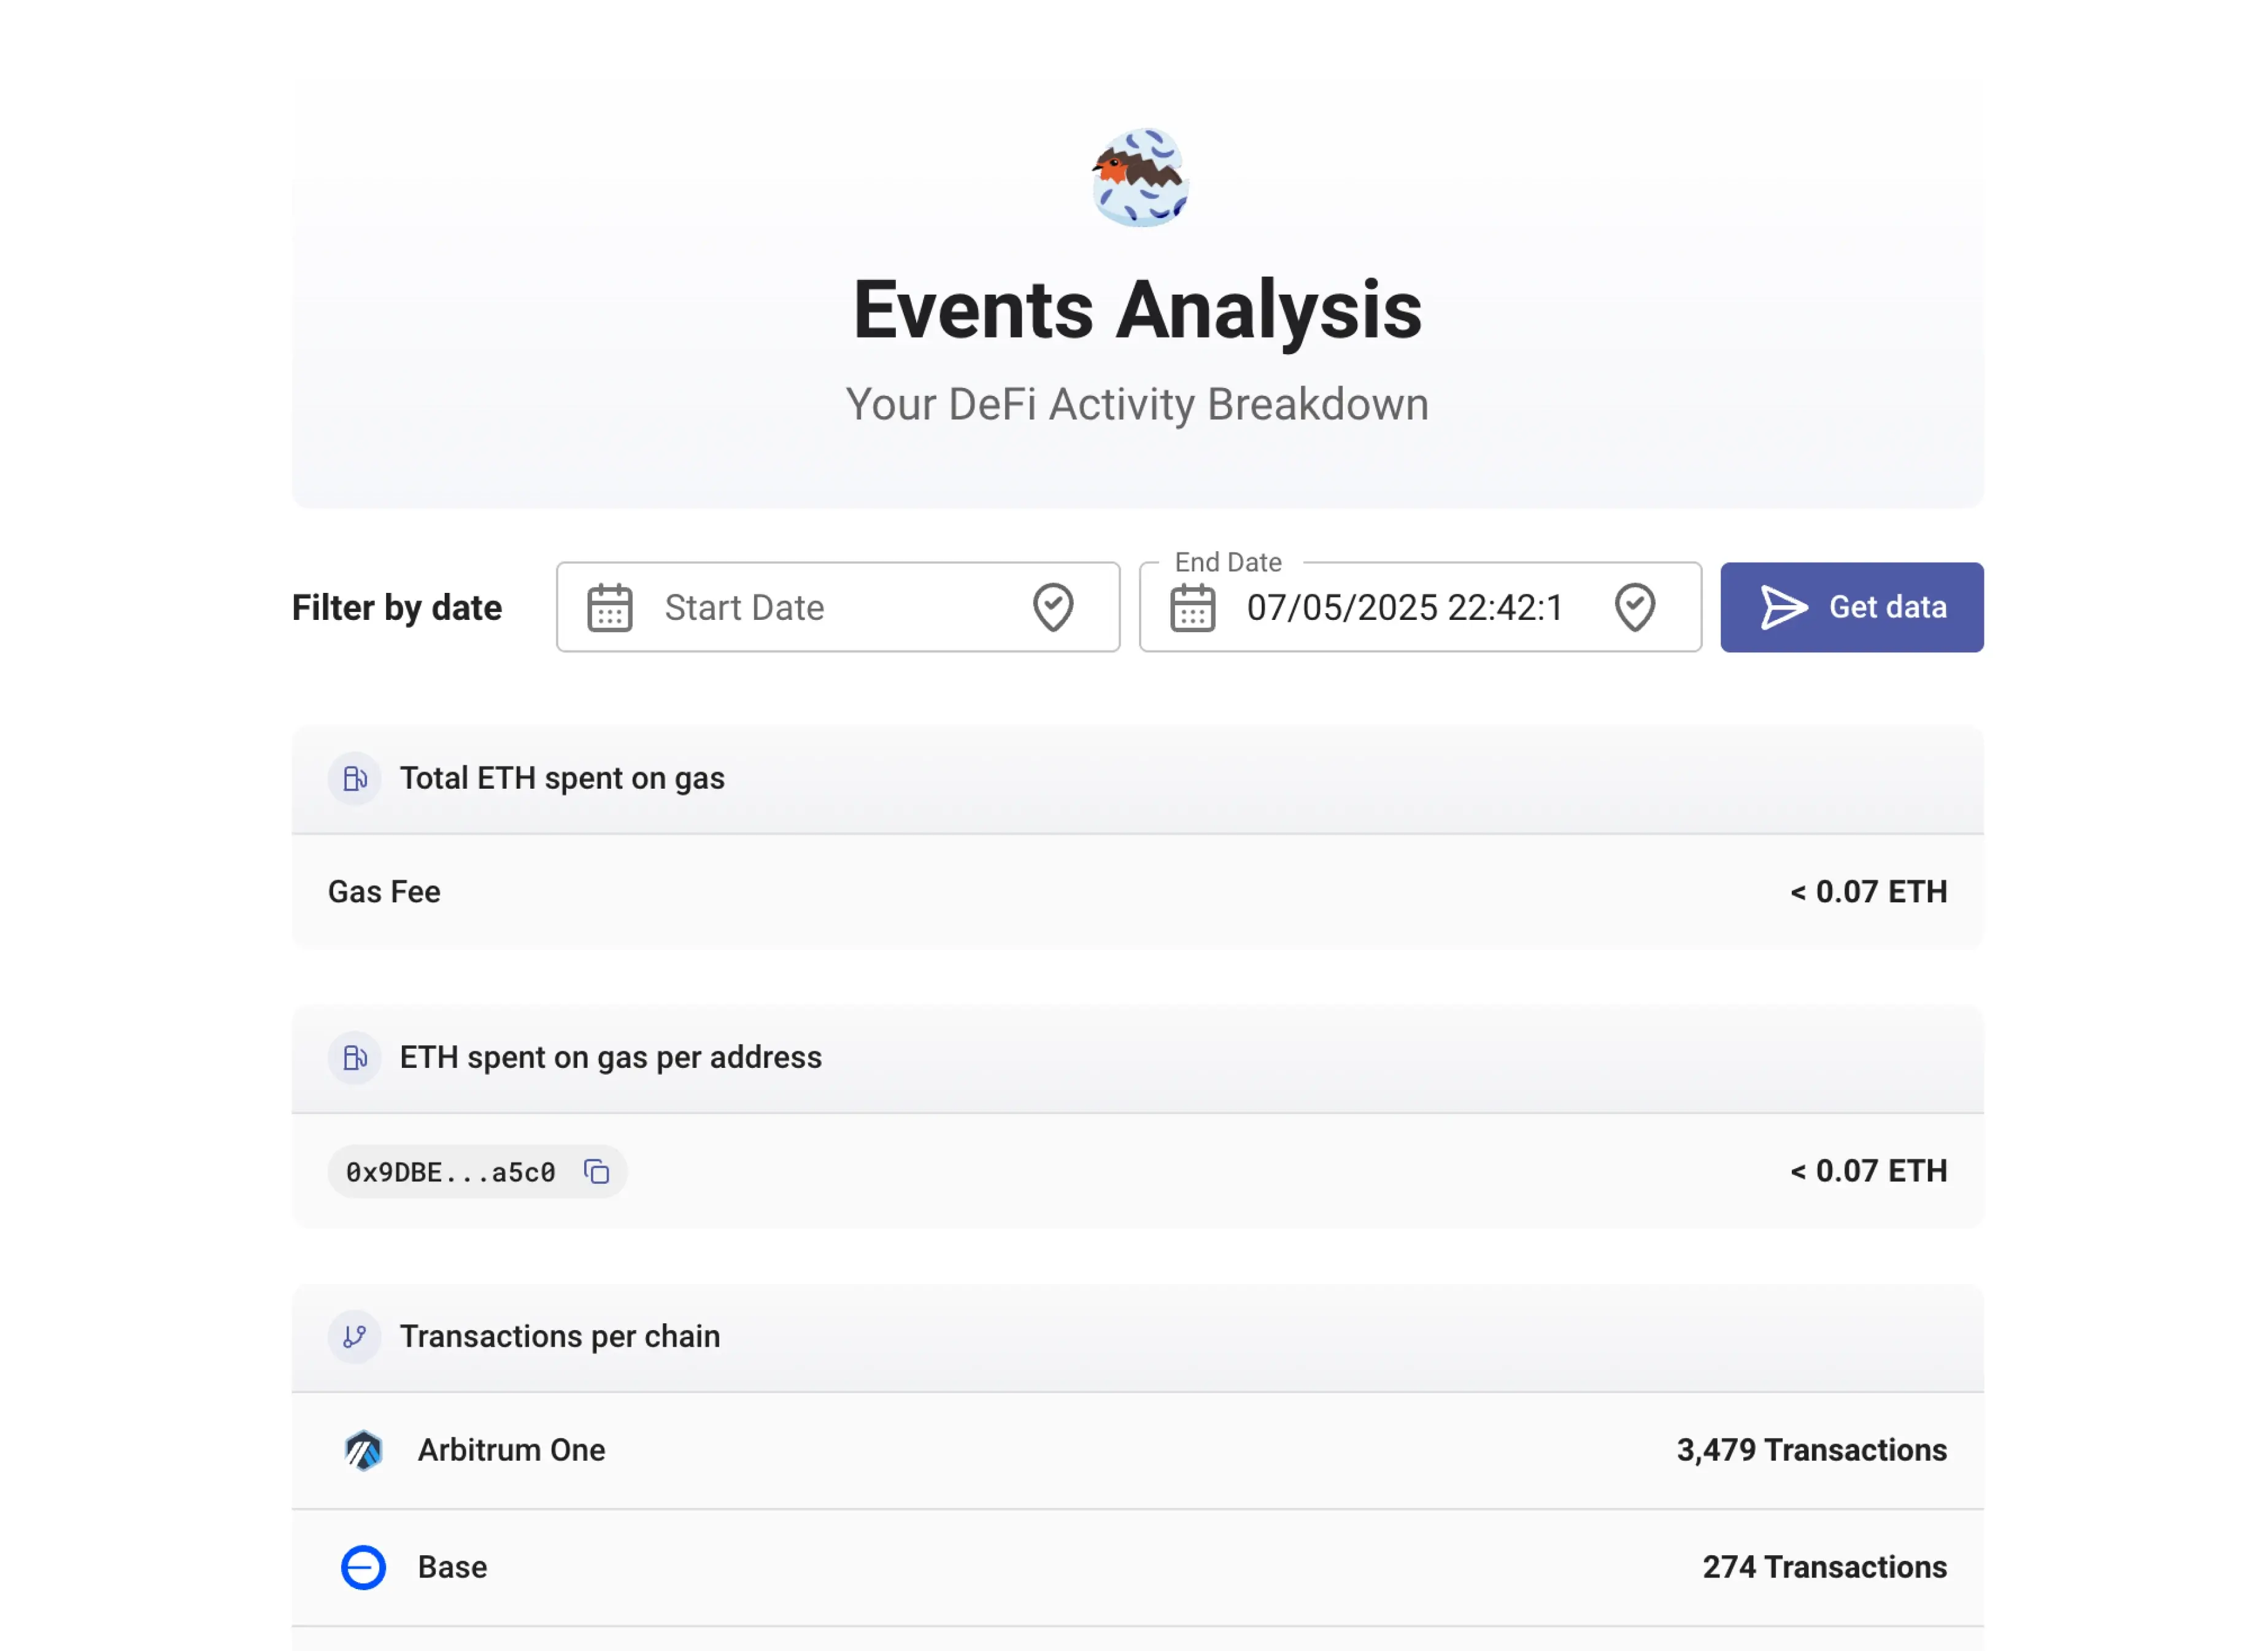 Events Analysis
Your DeFi Activity Breakdown
Filter by date
Start Date
End Date
07/05/2025 22:42:1
Get data
Total ETH spent on gas
Gas Fee
< 0.07 ETH
ETH spent on gas per address
0x9DBE...a5c0
< 0.07 ETH
Transactions per chain
Arbitrum One
3,479 Transactions
Base
274 Transactions